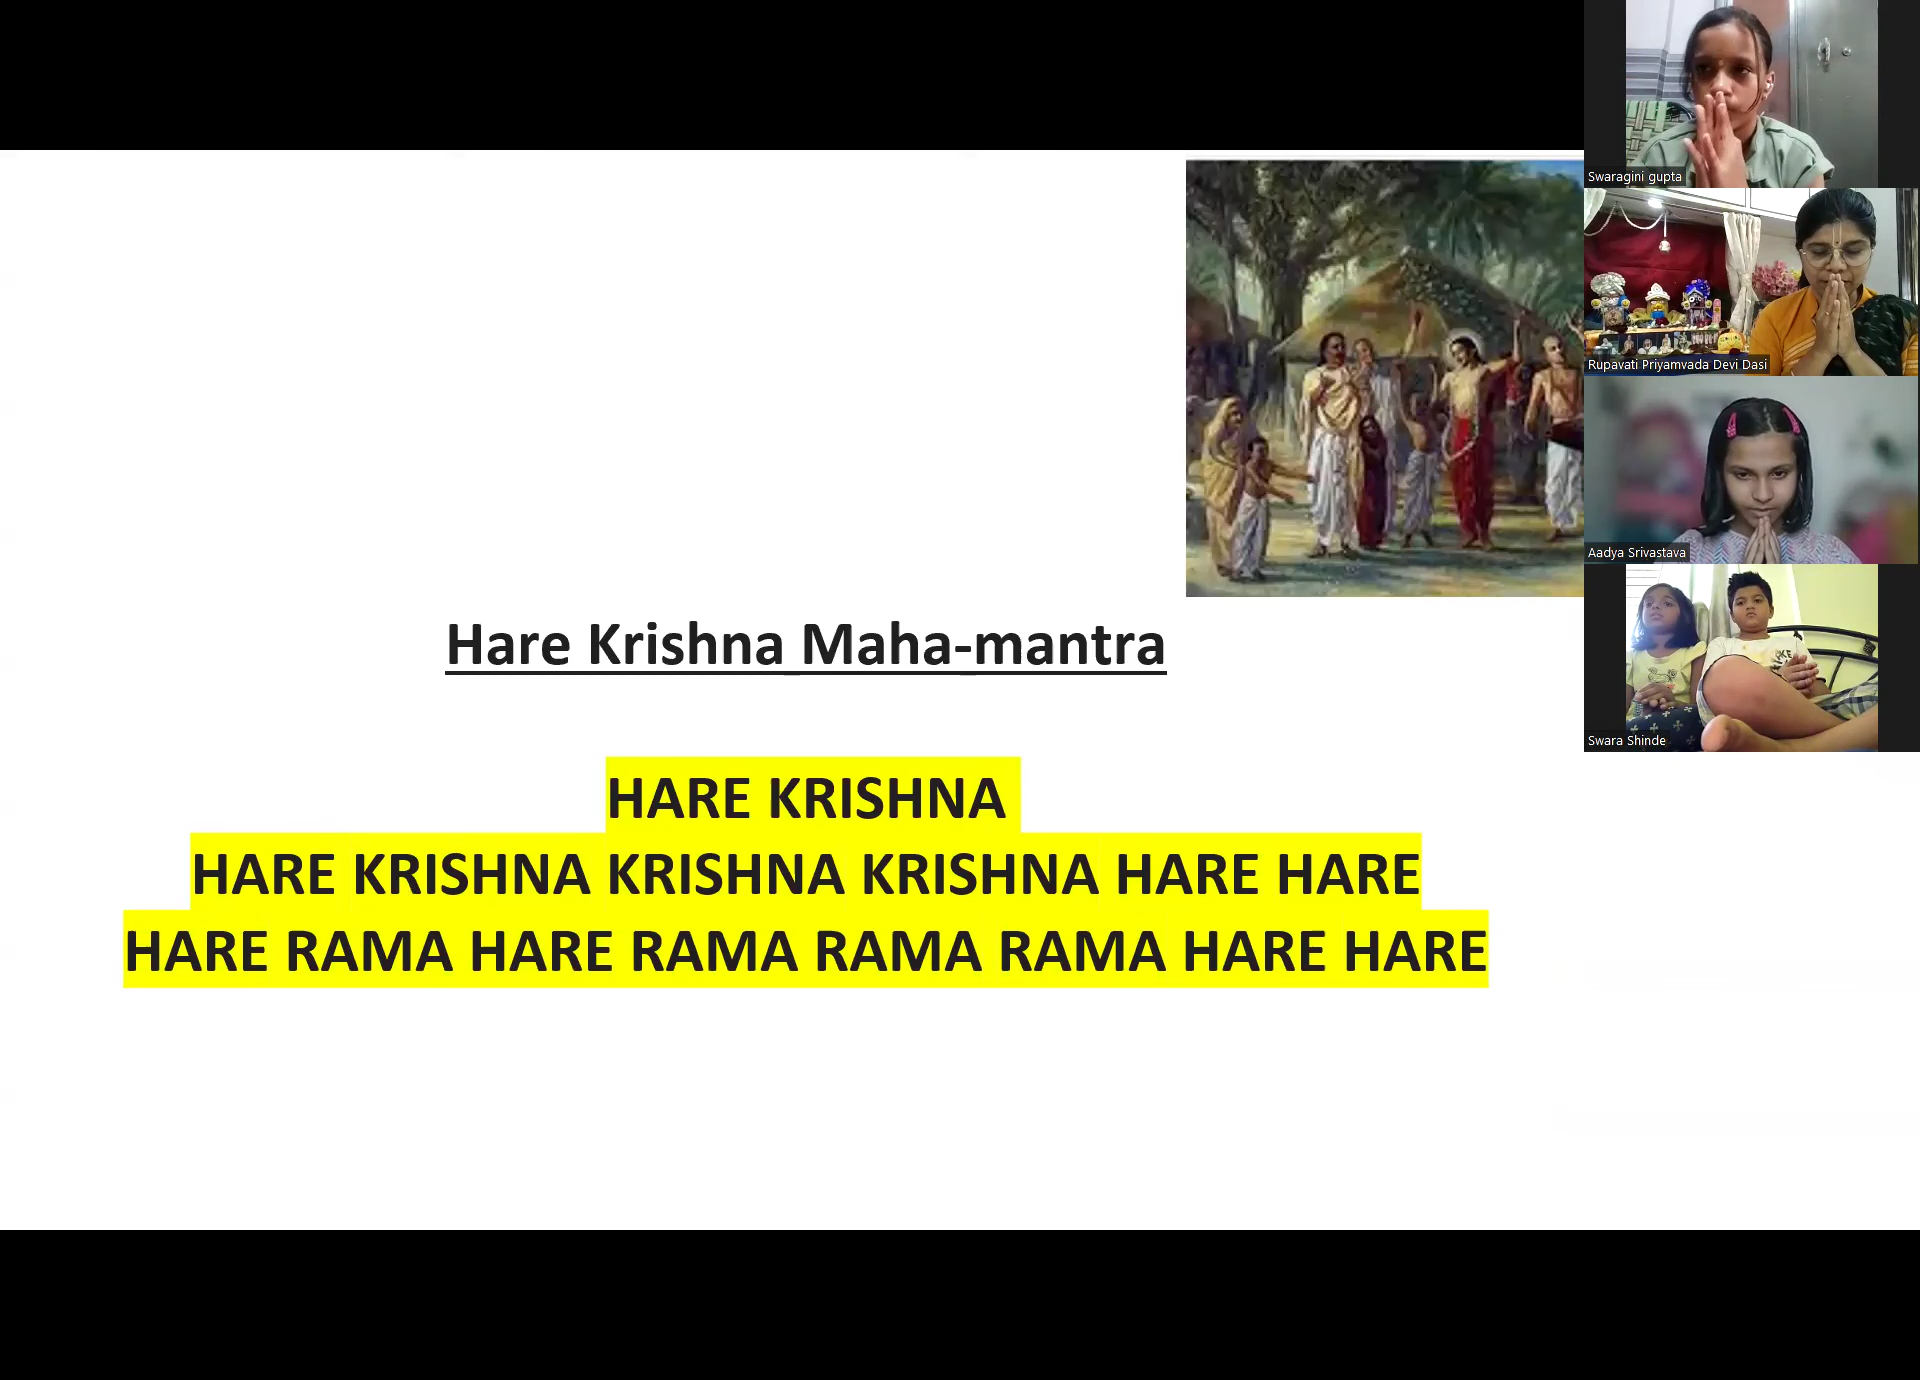 Hare Krishna Maha-mantra
HARE KRISHNA
HARE KRISHNA KRISHNA KRISHNA HARE HARE
HARE RAMA HARE RAMA RAMA RAMA HARE HARE
Swaragini gupta
Rupavati Priyamvada Devi Dasi
Aadya Srivastava
Swara Shinde